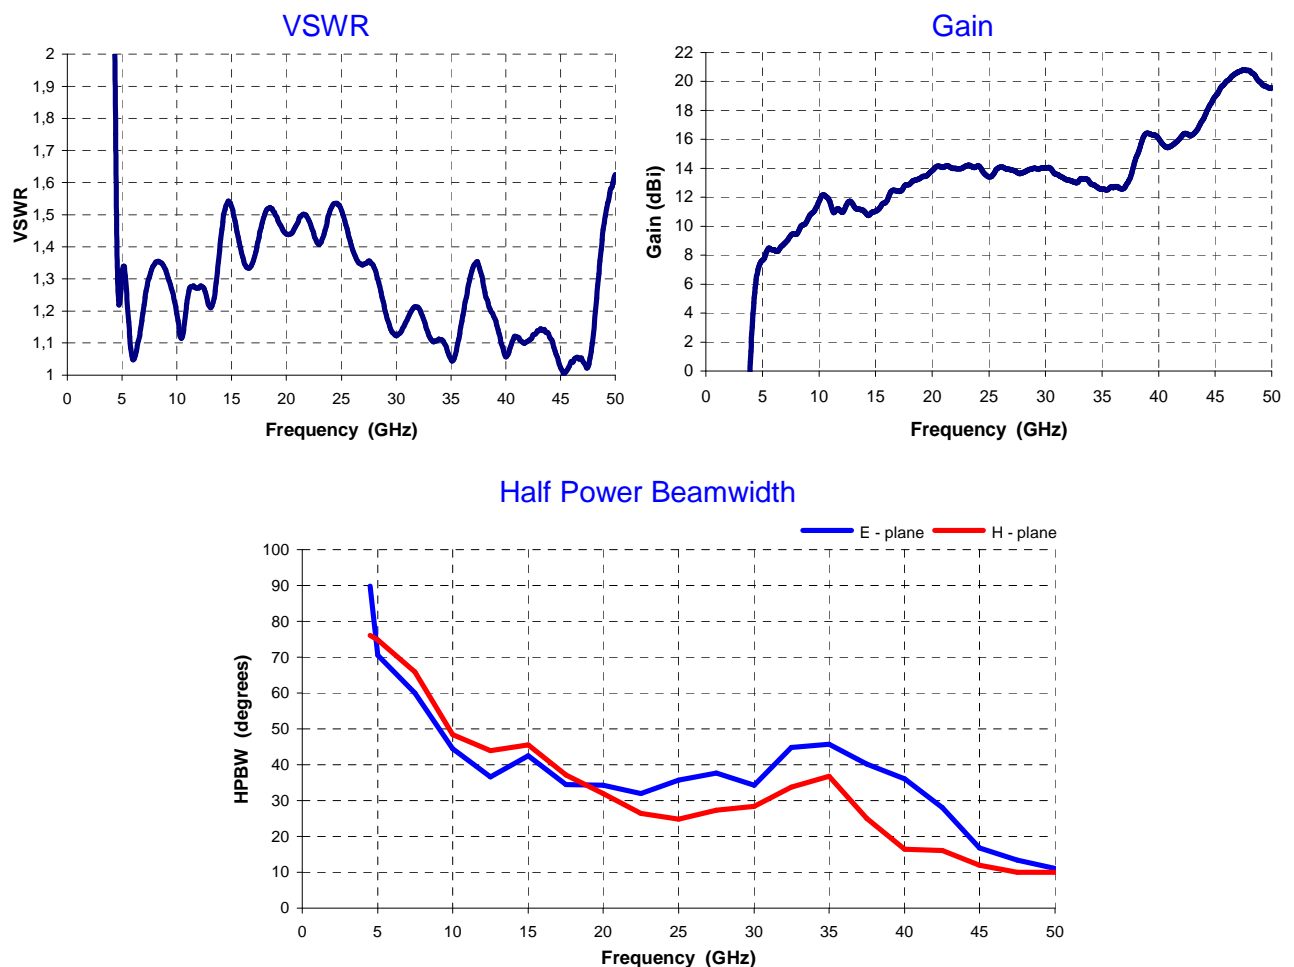 VSWR
2
1,9
1,8
1,7
1,6
1,5
1,4
1,3
1,2
1,1
1
VSWR
0 5 10 15 20 25 30 35 40 45 50
Frequency (GHz)
Gain
22
20
18
16
14
12
10
8
6
4
2
0
Gain (dBi)
0 5 10 15 20 25 30 35 40 45 50
Frequency (GHz)
Half Power Beamwidth
E - plane H - plane
100
90
80
70
60
50
40
30
20
10
0
HPBW (degrees)
0 5 10 15 20 25 30 35 40 45 50
Frequency (GHz)